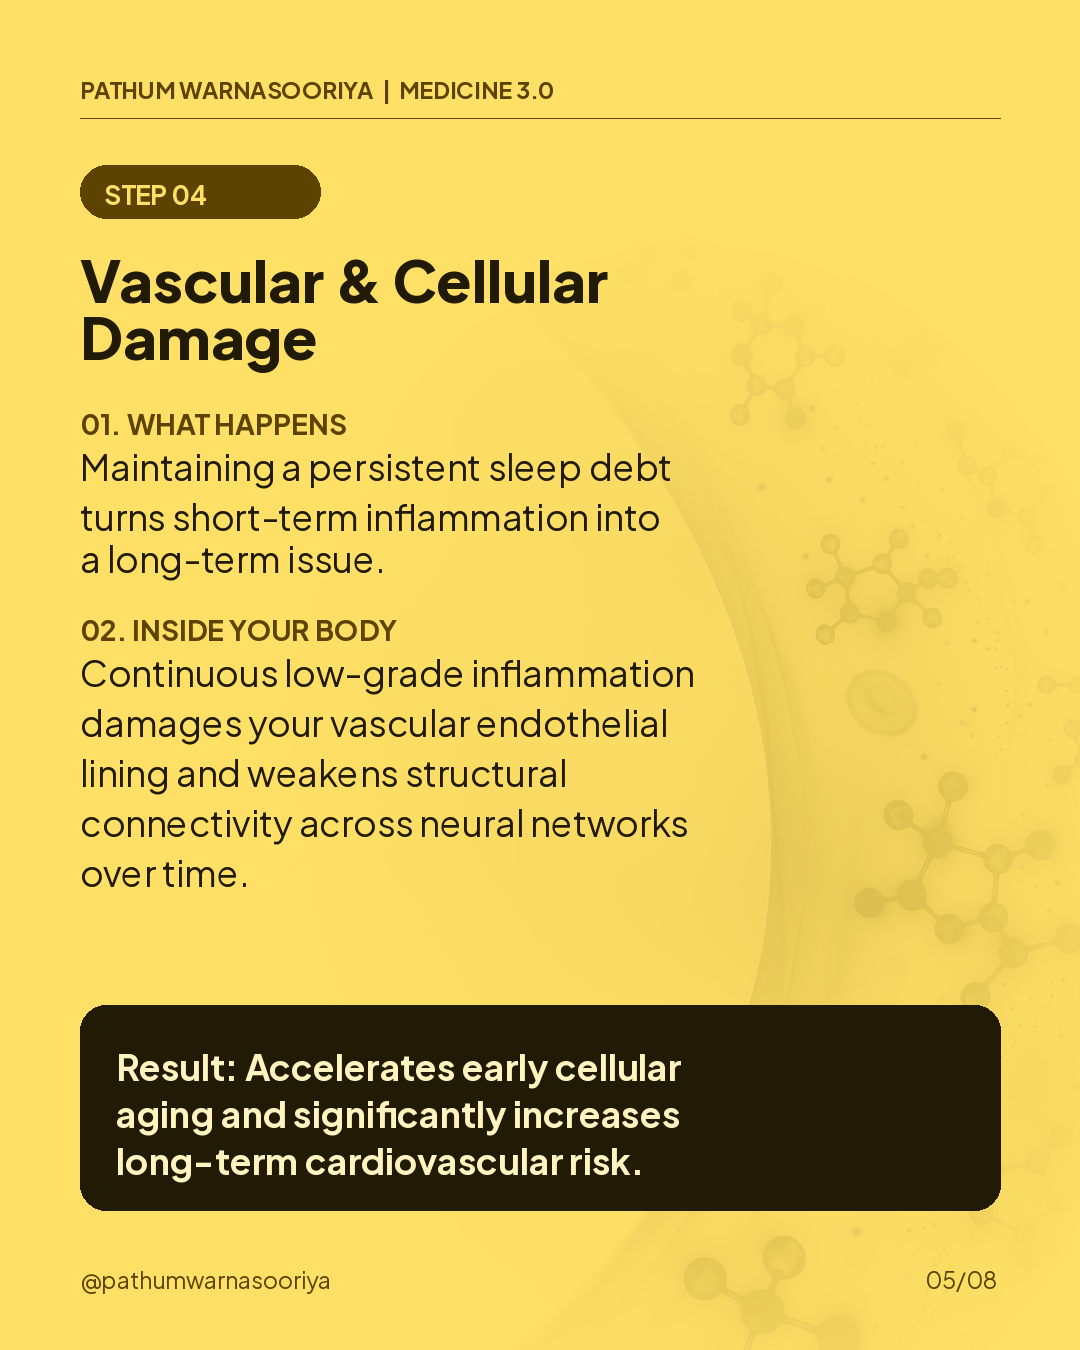 PATHUM WARNASOORIYA | MEDICINE 3.0
STEP 04
Vascular & Cellular
Damage
01. WHAT HAPPENS
Maintaining a persistent sleep debt
turns short-term inflammation into
a long-term issue.
02. INSIDE YOUR BODY
Continuous low-grade inflammation
damages your vascular endothelial
lining and weakens structural
connectivity across neural networks
over time.
Result: Accelerates early cellular
aging and significantly increases
long-term cardiovascular risk.
@pathumwarnasooriya
05/08